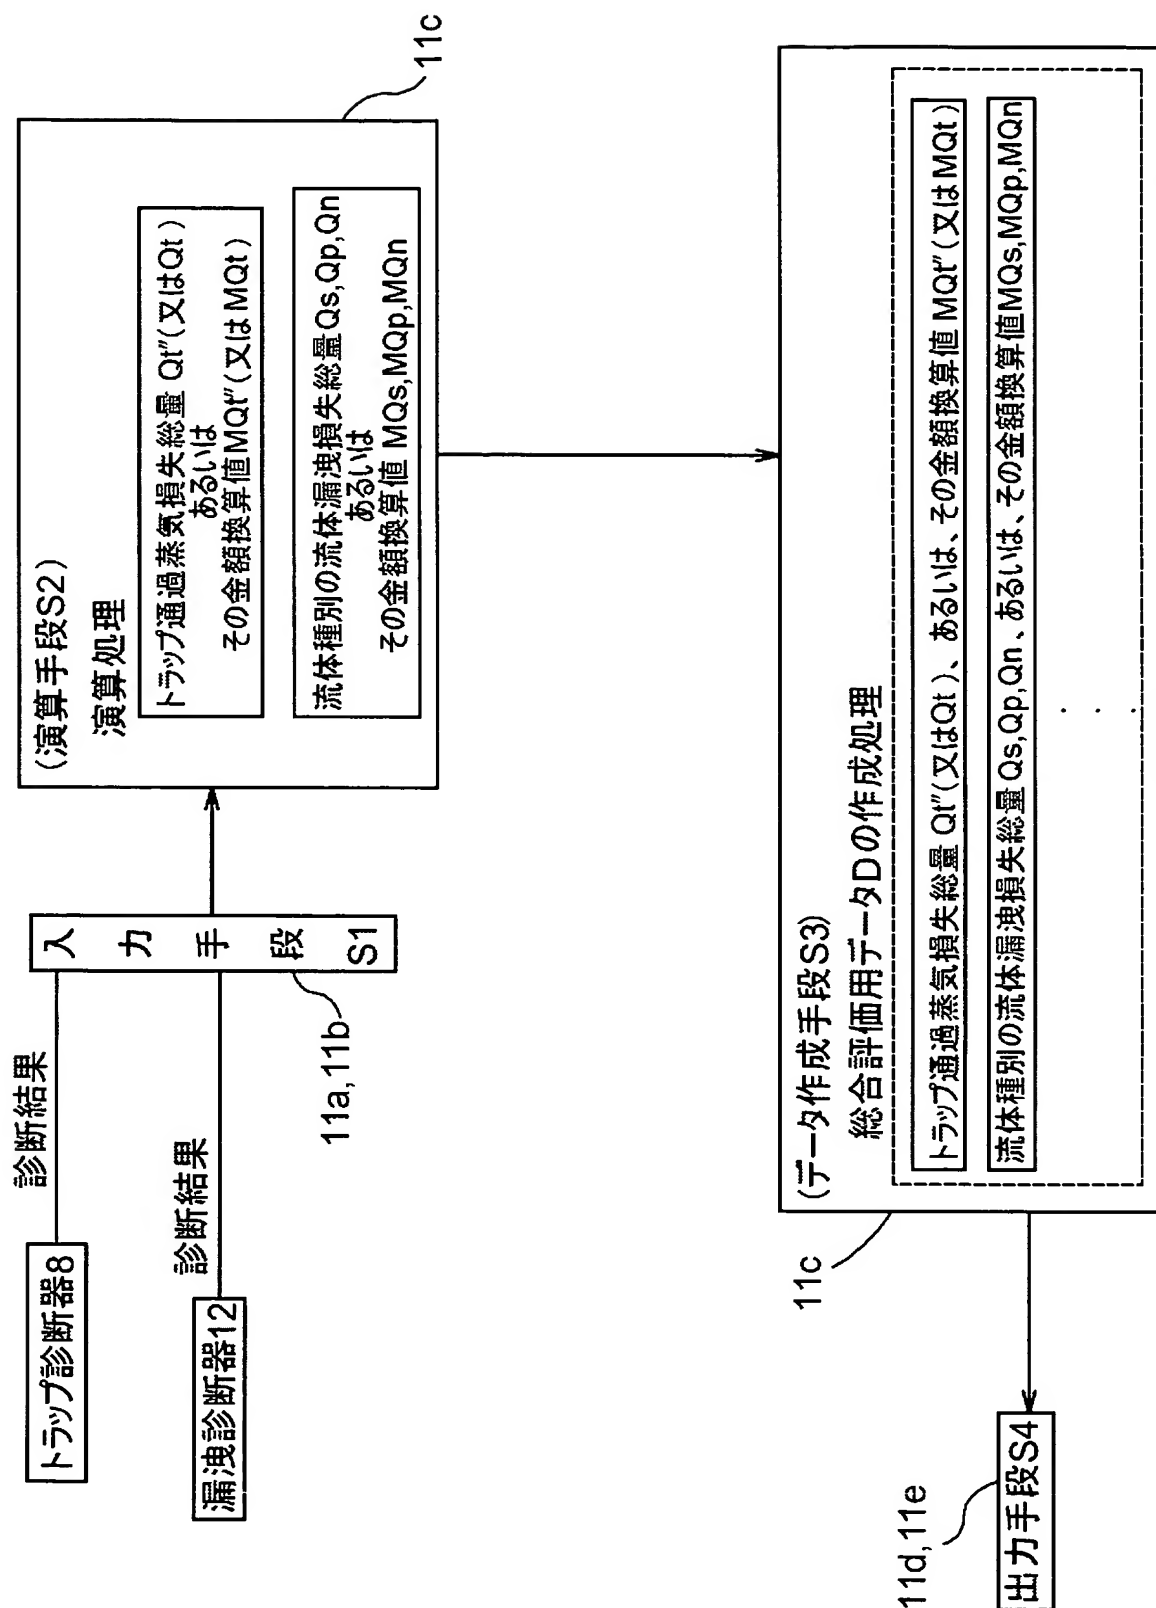 トラップ診断器8
診断結果
漏洩診断器12
診断結果
入力手段S1
11a,11b
(演算手段S2)
演算処理
トラップ通過蒸気損失総量 Qt"(又はQt)
あるいは
その金額換算値MQt"(又はMQt)
流体種別の流体漏洩損失総量Qs,Qp,Qn
あるいは
その金額換算値 MQs,MQp,MQn
11c
(データ作成手段S3)
総合評価用データDの作成処理
トラップ通過蒸気損失総量 Qt"(又はQt)、あるいは、その金額換算値 MQt"(又はMQt)
流体種別の流体漏洩損失総量 Qs,Qp,Qn、あるいは、その金額換算値MQs,MQp,MQn
・・・
11c
11d,11e
出力手段S4